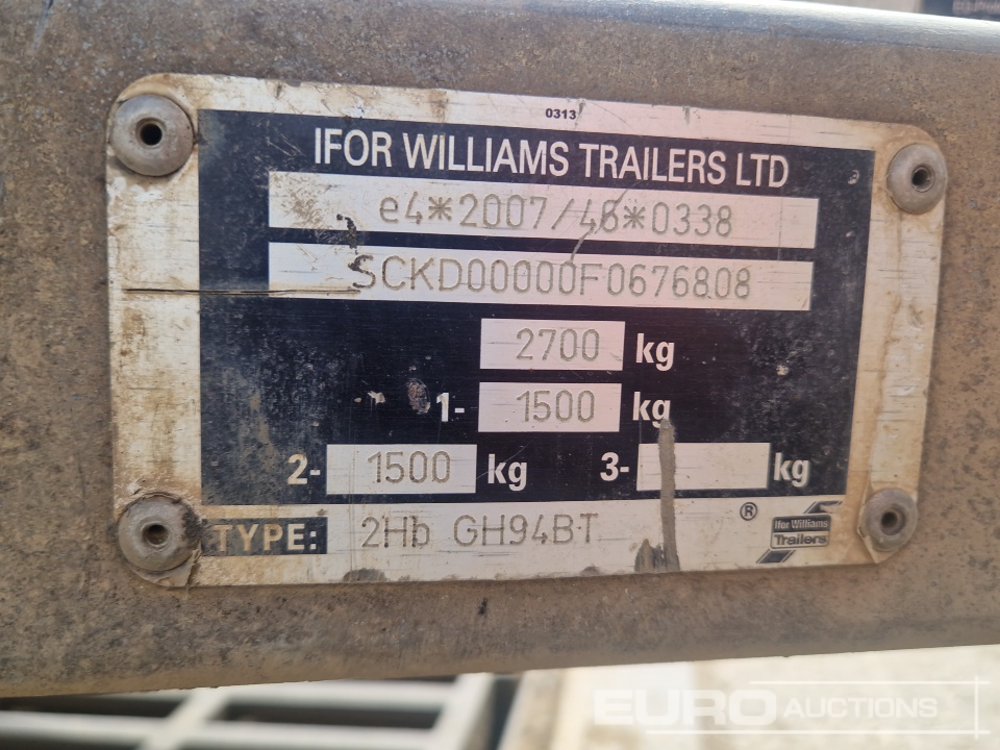 0313
IFOR WILLIAMS TRAILERS LTD
e4*2007/46*0338
SCKD00000F0676808
2700 kg
1- 1500 kg
2- 1500 kg 3- kg
TYPE: 2Hb GH94BT ®
Ifor Williams
Trailers
EURO AUCTIONS